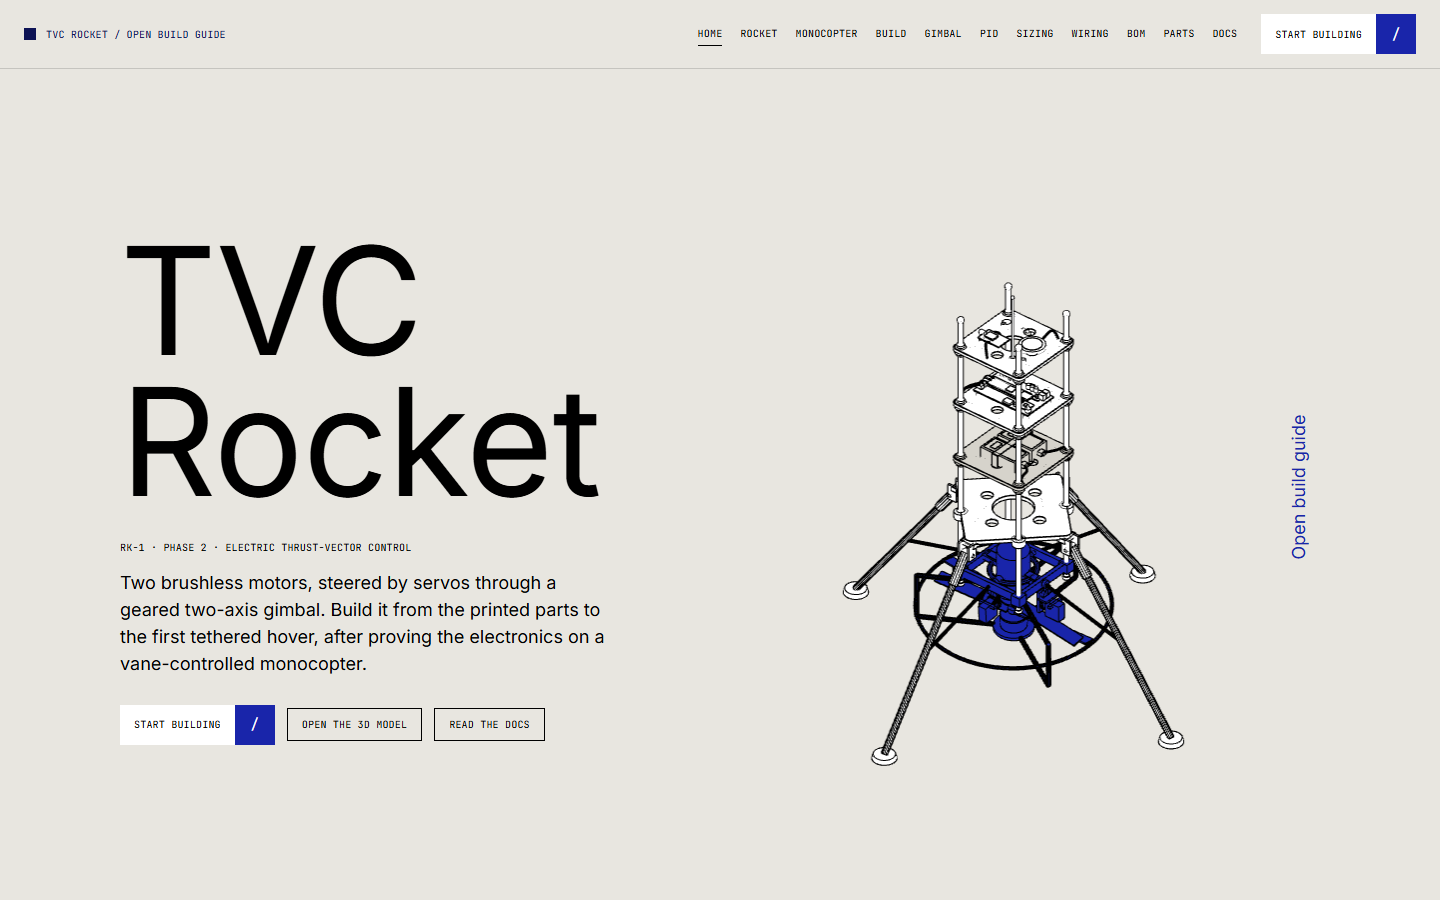 TVC ROCKET / OPEN BUILD GUIDE
HOME ROCKET MONOCOPTER BUILD GIMBAL PID SIZING WIRING BOM PARTS DOCS
START BUILDING /
TVC
Rocket
RK-1 · PHASE 2 · ELECTRIC THRUST-VECTOR CONTROL
Two brushless motors, steered by servos through a
geared two-axis gimbal. Build it from the printed parts to
the first tethered hover, after proving the electronics on a
vane-controlled monocopter.
START BUILDING /
OPEN THE 3D MODEL
READ THE DOCS
Open build guide